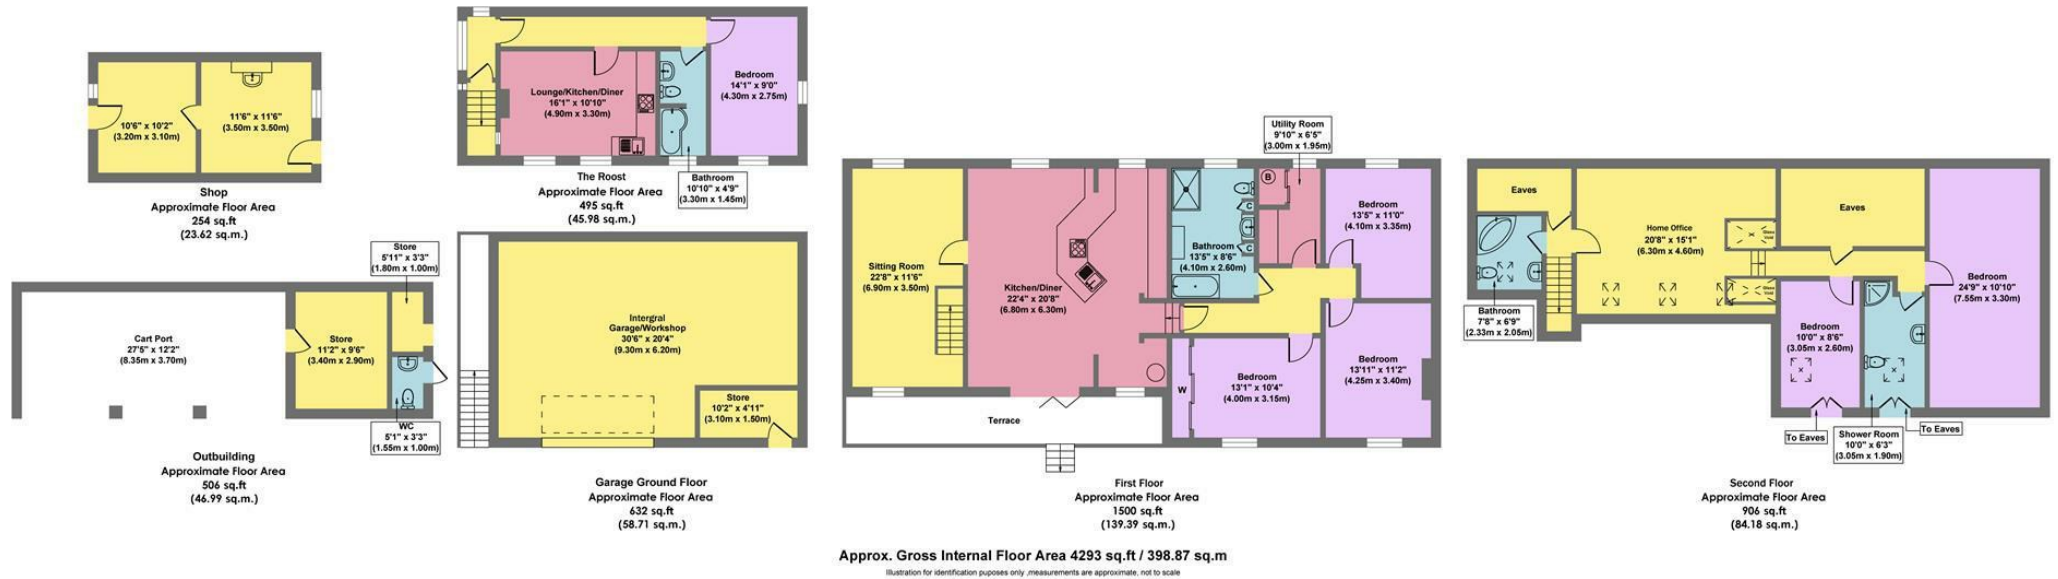 10'6" x 10'2"
(3.20m x 3.10m)
11'6" x 11'6"
(3.50m x 3.50m)
Shop
Approximate Floor Area
254 sq.ft
(23.62 sq.m.)
Lounge/Kitchen/Diner
16'1" x 10'10"
(4.90m x 3.30m)
Bedroom
14'1" x 9'0"
(4.30m x 2.75m)
Bathroom
10'10" x 4'9"
(3.30m x 1.45m)
The Roost
Approximate Floor Area
495 sq.ft
(45.98 sq.m.)
Store
5'11" x 3'3"
(1.80m x 1.00m)
Cart Port
27'5" x 12'2"
(8.35m x 3.70m)
Store
11'2" x 9'6"
(3.40m x 2.90m)
WC
5'1" x 3'3"
(1.55m x 1.00m)
Outbuilding
Approximate Floor Area
506 sq.ft
(46.99 sq.m.)
Intergral
Garage/Workshop
30'6" x 20'4"
(9.30m x 6.20m)
Store
10'2" x 4'11"
(3.10m x 1.50m)
Garage Ground Floor
Approximate Floor Area
632 sq.ft
(58.71 sq.m.)
Utility Room
9'10" x 6'5"
(3.00m x 1.95m)
B
Sitting Room
22'8" x 11'6"
(6.90m x 3.50m)
Kitchen/Diner
22'4" x 20'8"
(6.80m x 6.30m)
C
C
Bathroom
13'5" x 8'6"
(4.10m x 2.60m)
Bedroom
13'5" x 11'0"
(4.10m x 3.35m)
W
Bedroom
13'1" x 10'4"
(4.00m x 3.15m)
Bedroom
13'11" x 11'2"
(4.25m x 3.40m)
Terrace
First Floor
Approximate Floor Area
1500 sq.ft
(139.39 sq.m.)
Eaves
Home Office
20'8" x 15'1"
(6.30m x 4.60m)
Eaves
Bedroom
24'9" x 10'10"
(7.55m x 3.30m)
Bathroom
7'8" x 6'9"
(2.33m x 2.05m)
Bedroom
10'0" x 8'6"
(3.05m x 2.60m)
To Eaves
Shower Room
10'0" x 6'3"
(3.05m x 1.90m)
To Eaves
Second Floor
Approximate Floor Area
906 sq.ft
(84.18 sq.m.)
Approx. Gross Internal Floor Area 4293 sq.ft / 398.87 sq.m
Illustration for identification puposes only ,measurements are approximate, not to scale